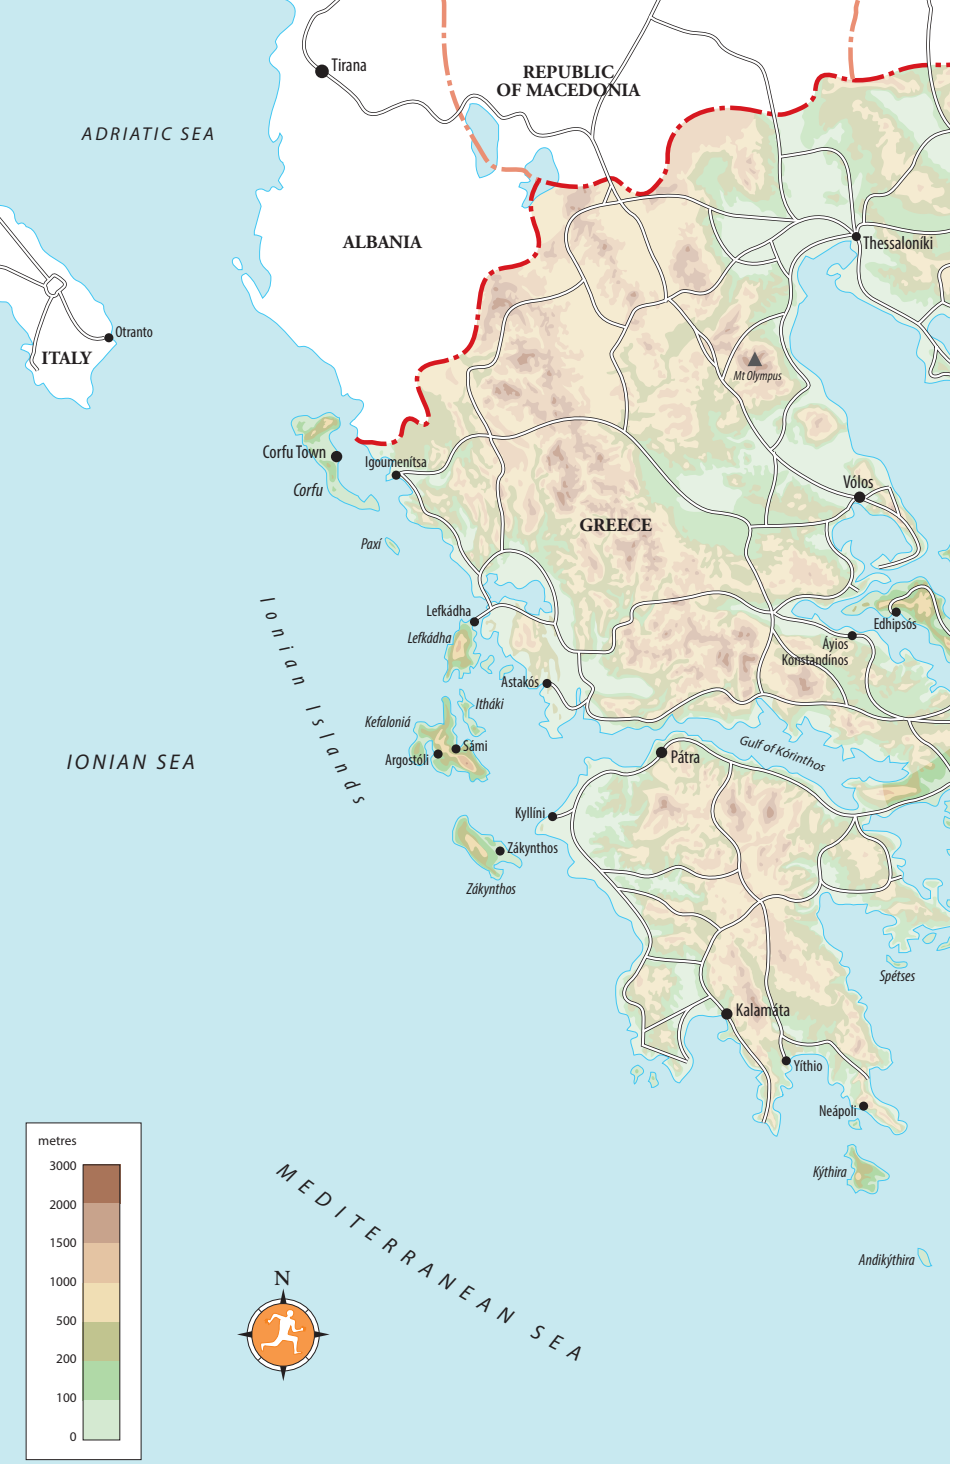 Tirana
REPUBLIC
OF MACEDONIA
ADRIATIC SEA
ALBANIA
Thessaloníki
Otranto
ITALY
Mt Olympus
Corfu Town
Igoumenítsa
Corfu
Vólos
GREECE
Paxí
Ionian Islands
Lefkádha
Lefkádha
Edhipsós
Áyios
Konstandínos
Astakós
Itháki
Kefaloniá
Sámi
Argostóli
IONIAN SEA
Gulf of Kórinthos
Pátra
Kyllíni
Zákynthos
Zákynthos
Spétses
Kalamáta
Yíthio
Neápoli
Kýthira
Andikýthira
MEDITERRANEAN SEA
metres
3000
2000
1500
1000
500
200
100
0
N